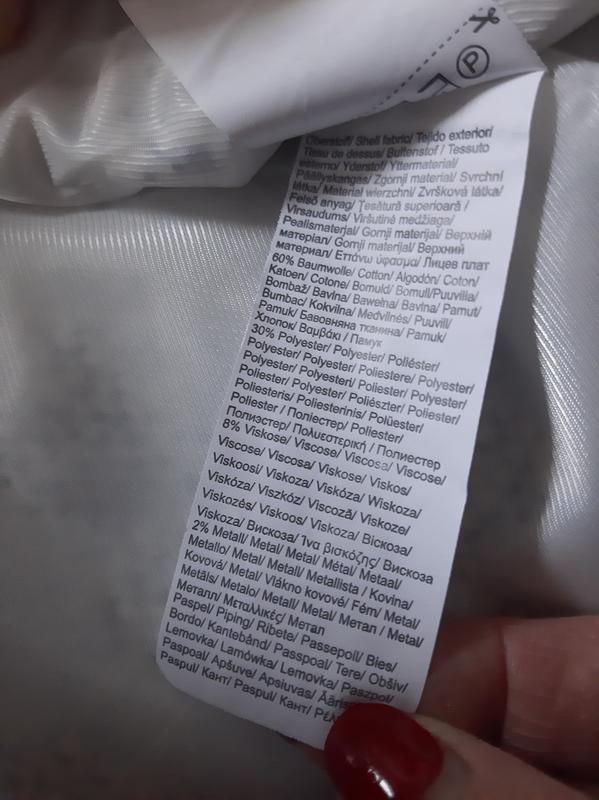 P
Oberstoff/ Shell fabric/ Tejido exterior/
Tissu de dessus/ Buitenstof / Tessuto
esterno/ Yderstof/ Yttermaterial/
Päällyskangas/ Zgornji material/ Svrchní
látka/ Material wierzchni/ Zvršková látka/
Felső anyag/ Ţesătură superioară /
Virsaudums/ Viršutinė medžiaga/
Pealismaterjal/ Gornji materijal/ Верхній
матеріал/ Gornji materijal/ Верхний
материал/ Επάνω ύφασμα/ Лицев плат
60% Baumwolle/ Cotton/ Algodón/ Coton/
Katoen/ Cotone/ Bomuld/ Bomull/Puuvilla/
Bombaž/ Bavlna/ Bawełna/ Bavlna/ Pamut/
Bumbac/ Kokvilna/ Medvilnės/ Puuvill/
Pamuk/ Бавовняна тканина/ Pamuk/
Хлопок/ Βαμβάκι / Памук
30% Polyester/ Polyester/ Poliéster/
Polyester/ Polyester/ Poliestere/ Polyester/
Polyester/ Polyesteri/ Poliester/ Polyester/
Poliester/ Polyester/ Poliészter/ Poliester/
Poliesteris/ Poliesterinis/ Polüester/
Poliester / Поліестер/ Poliester/
Полиэстер/ Πολυεστερική / Полиестер
8% Viskose/ Viscose/ Viscosa/ Viscose/
Viscose/ Viscosa/ Viskose/ Viskos/
Viskoosi/ Viskoza/ Viskóza/ Wiskoza/
Viskóza/ Viszkóz/ Viscoză/ Viskoze/
Viskozės/ Viskoos/ Viskoza/ Віскоза/
Viskoza/ Вискоза/ Ίνα βισκόζης/ Вискоза
2% Metall/ Metal/ Metal/ Métal/ Metaal/
Metallo/ Metal/ Metall/ Metallista / Kovina/
Kovová/ Metal/ Vlákno kovové/ Fém/ Metal/
Metāls/ Metalo/ Metall/ Metal/ Метал / Metal/
Металл/ Μεταλλικές/ Метал
Paspel/ Piping/ Ribete/ Passepoil/ Bies/
Bordo/ Kantebånd/ Passpoal/ Tere/ Obšiv/
Lemovka/ Lamówka/ Lemovka/ Paszpol/
Paspoal/ Apšuve/ Apsiuvas/
Paspul/ Кант/ Paspul/ Кант/